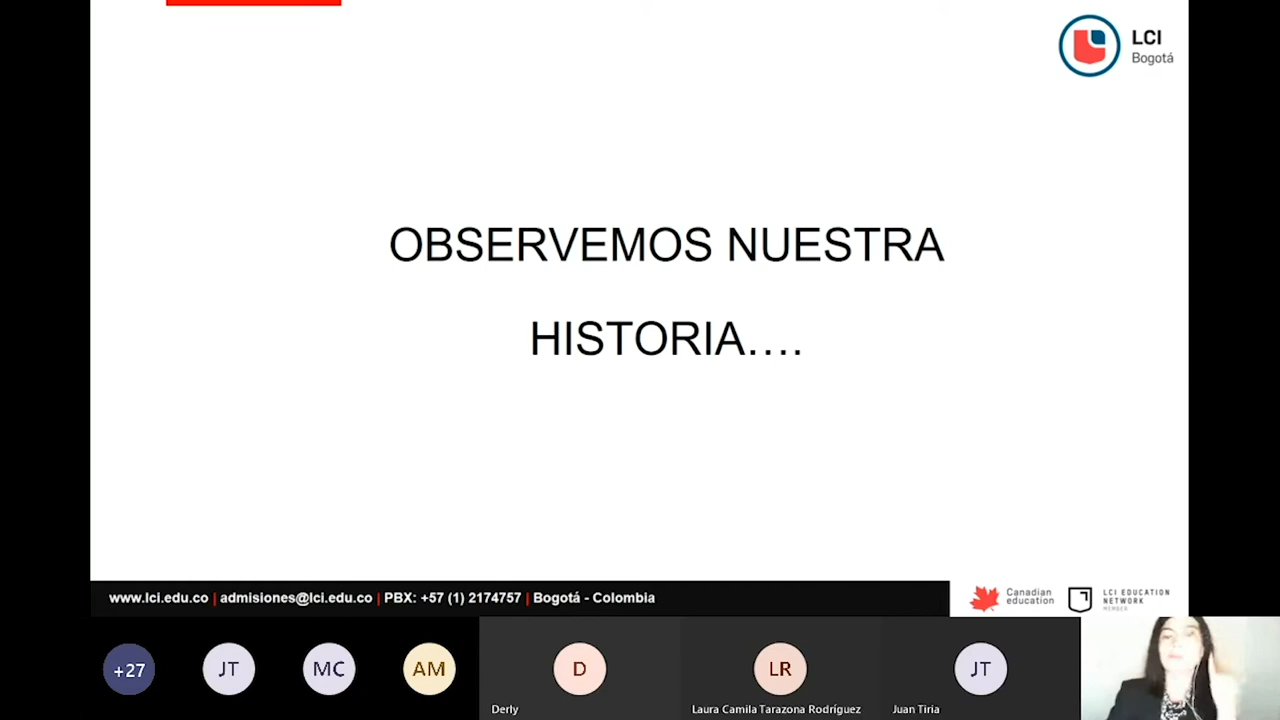 LCI
Bogotá
OBSERVEMOS NUESTRA
HISTORIA....
www.lci.edu.co | admisiones@lci.edu.co | PBX: +57 (1) 2174757 | Bogotá - Colombia
Canadian
education
LCI EDUCATION
NETWORK
MEMBER
+27
JT
MC
AM
D
LR
JT
Derly
Laura Camila Tarazona Rodríguez
Juan Tiria